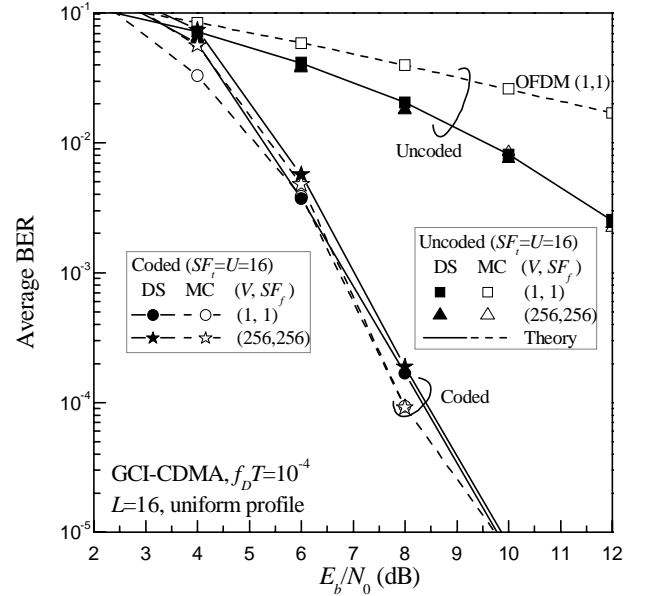 10⁻¹
10⁻²
10⁻³
10⁻⁴
10⁻⁵
Average BER
OFDM (1,1)
Uncoded
Coded (SFₜ=U=16)
DS MC (V, SF_f)
(1, 1)
(256,256)
Uncoded (SFₜ=U=16)
DS MC (V, SF_f)
(1, 1)
(256,256)
Theory
Coded
GCI-CDMA, f_DT=10⁻⁴
L=16, uniform profile
2 3 4 5 6 7 8 9 10 11 12
E_b/N₀ (dB)